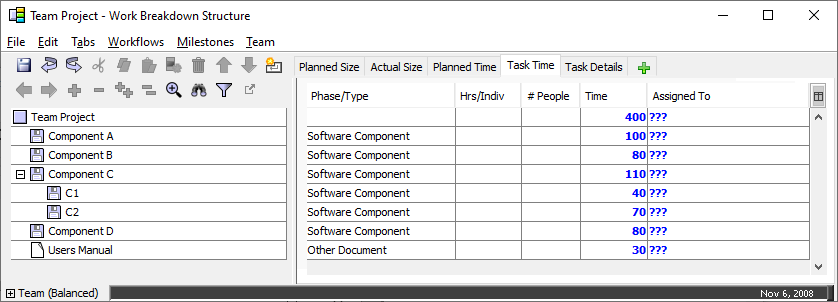 Team Project - Work Breakdown Structure
File Edit Tabs Workflows Milestones Team
Planned Size Actual Size Planned Time Task Time Task Details
Phase/Type Hrs/Indiv # People Time Assigned To
Team Project 400 ???
Component A Software Component 100 ???
Component B Software Component 80 ???
Component C Software Component 110 ???
C1 Software Component 40 ???
C2 Software Component 70 ???
Component D Software Component 80 ???
Users Manual Other Document 30 ???
Team (Balanced) Nov 6, 2008